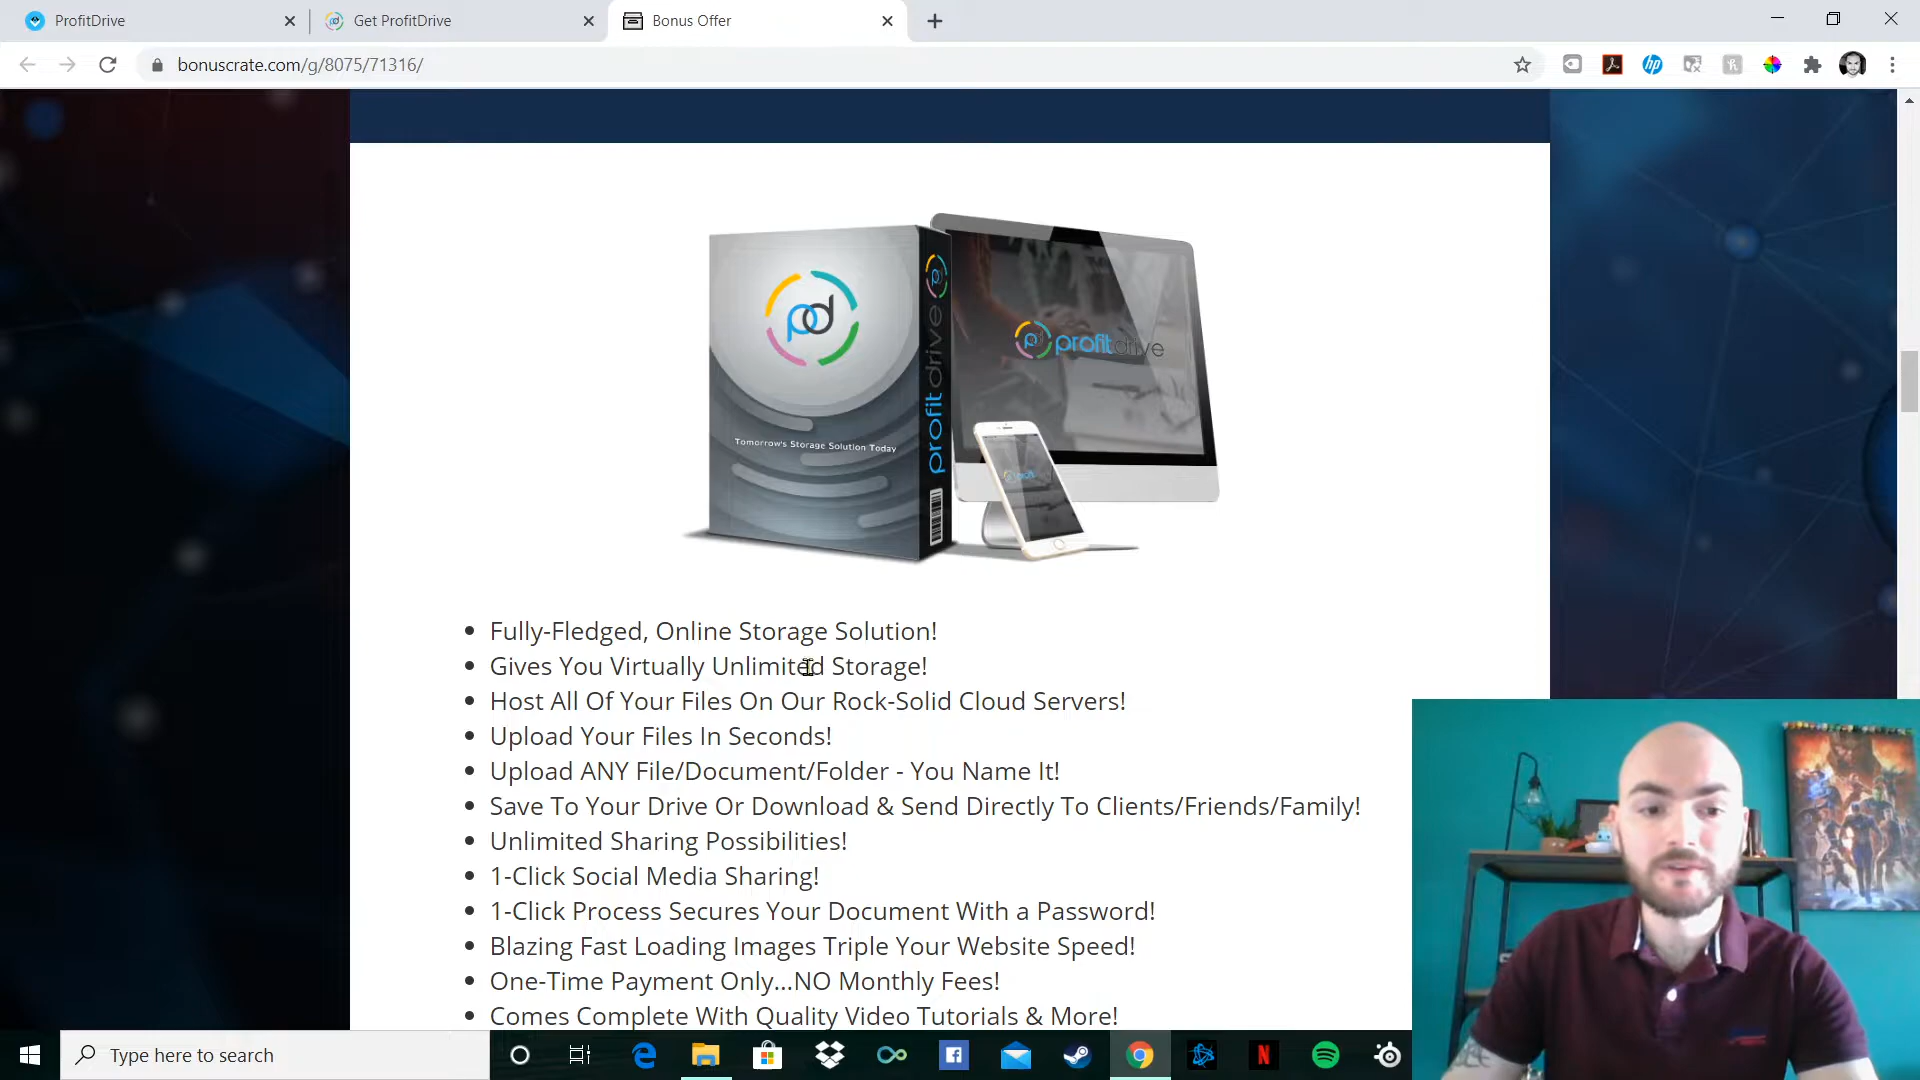 ProfitDrive
Get ProfitDrive
Bonus Offer
bonuscrate.com/g/8075/71316/
pd
profit drive
Tomorrow's Storage Solution Today
profit drive
profitdrive
• Fully-Fledged, Online Storage Solution!
• Gives You Virtually Unlimited Storage!
• Host All Of Your Files On Our Rock-Solid Cloud Servers!
• Upload Your Files In Seconds!
• Upload ANY File/Document/Folder - You Name It!
• Save To Your Drive Or Download & Send Directly To Clients/Friends/Family!
• Unlimited Sharing Possibilities!
• 1-Click Social Media Sharing!
• 1-Click Process Secures Your Document With a Password!
• Blazing Fast Loading Images Triple Your Website Speed!
• One-Time Payment Only...NO Monthly Fees!
• Comes Complete With Quality Video Tutorials & More!
Type here to search